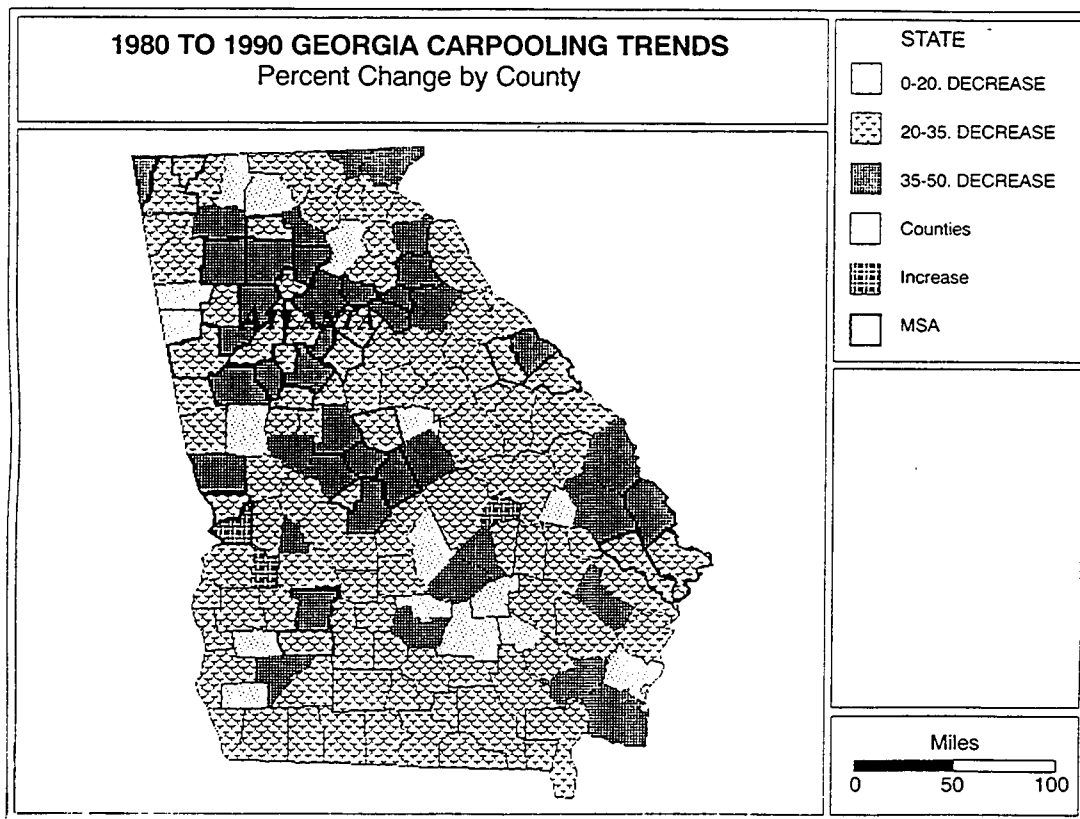 1980 TO 1990 GEORGIA CARPOOLING TRENDS
Percent Change by County
STATE
0-20. DECREASE
20-35. DECREASE
35-50. DECREASE
Counties
Increase
MSA
ATLANTA
Miles
0 50 100